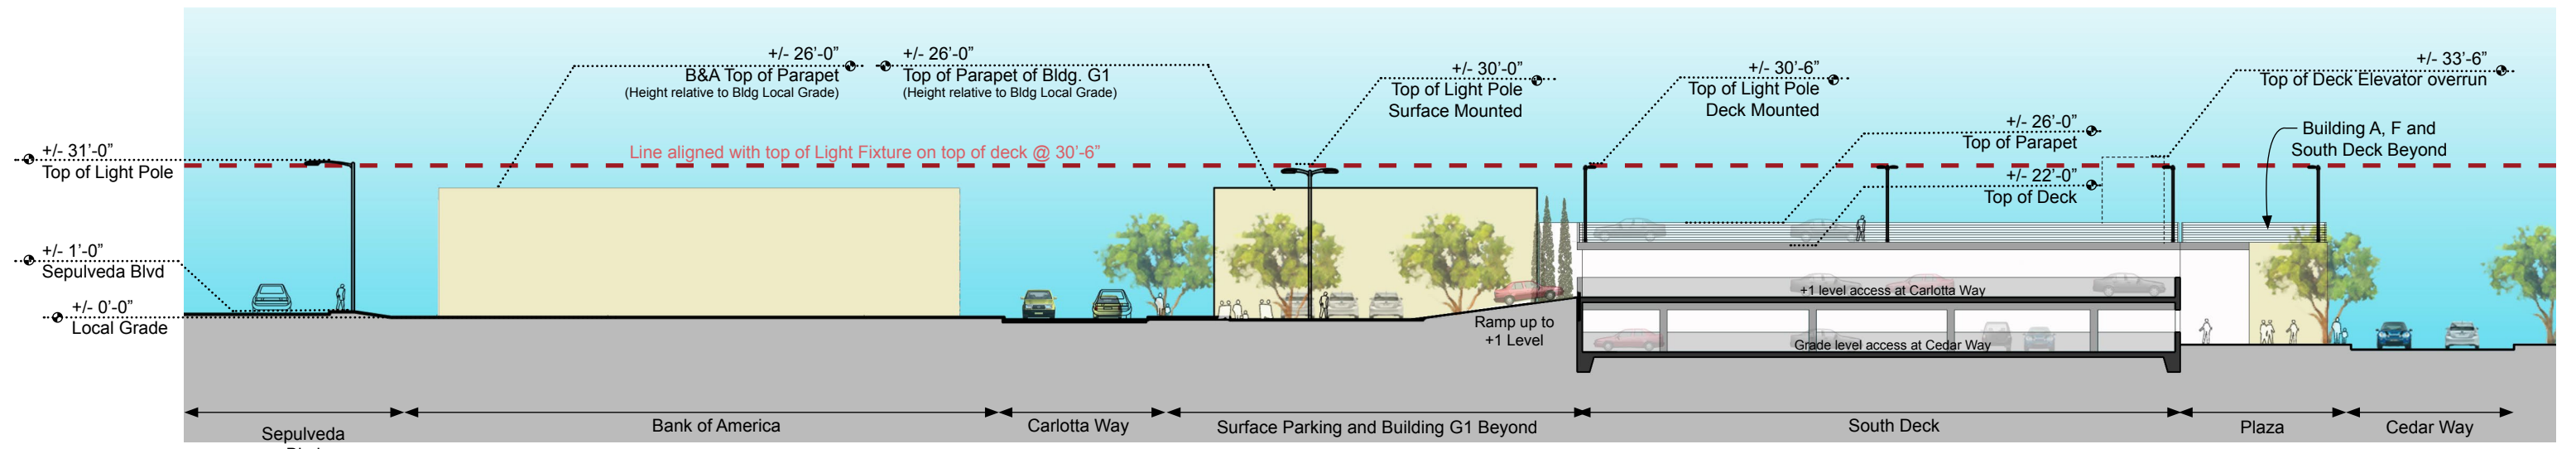 +/- 26’-0”
B&A Top of Parapet
(Height relative to Bldg Local Grade)
+/- 26’-0”
Top of Parapet of Bldg. G1
(Height relative to Bldg Local Grade)
+/- 30’-0”
Top of Light Pole
Surface Mounted
+/- 30’-6”
Top of Light Pole
Deck Mounted
+/- 33’-6”
Top of Deck Elevator overrun
+/- 26’-0”
Top of Parapet
Building A, F and
South Deck Beyond
+/- 22’-0”
Top of Deck
+/- 31’-0”
Top of Light Pole
Line aligned with top of Light Fixture on top of deck @ 30’-6”
+/- 1’-0”
Sepulveda Blvd
+/- 0’-0”
Local Grade
+1 level access at Carlotta Way
Ramp up to
+1 Level
Grade level access at Cedar Way
Sepulveda
Bank of America
Carlotta Way
Surface Parking and Building G1 Beyond
South Deck
Plaza
Cedar Way